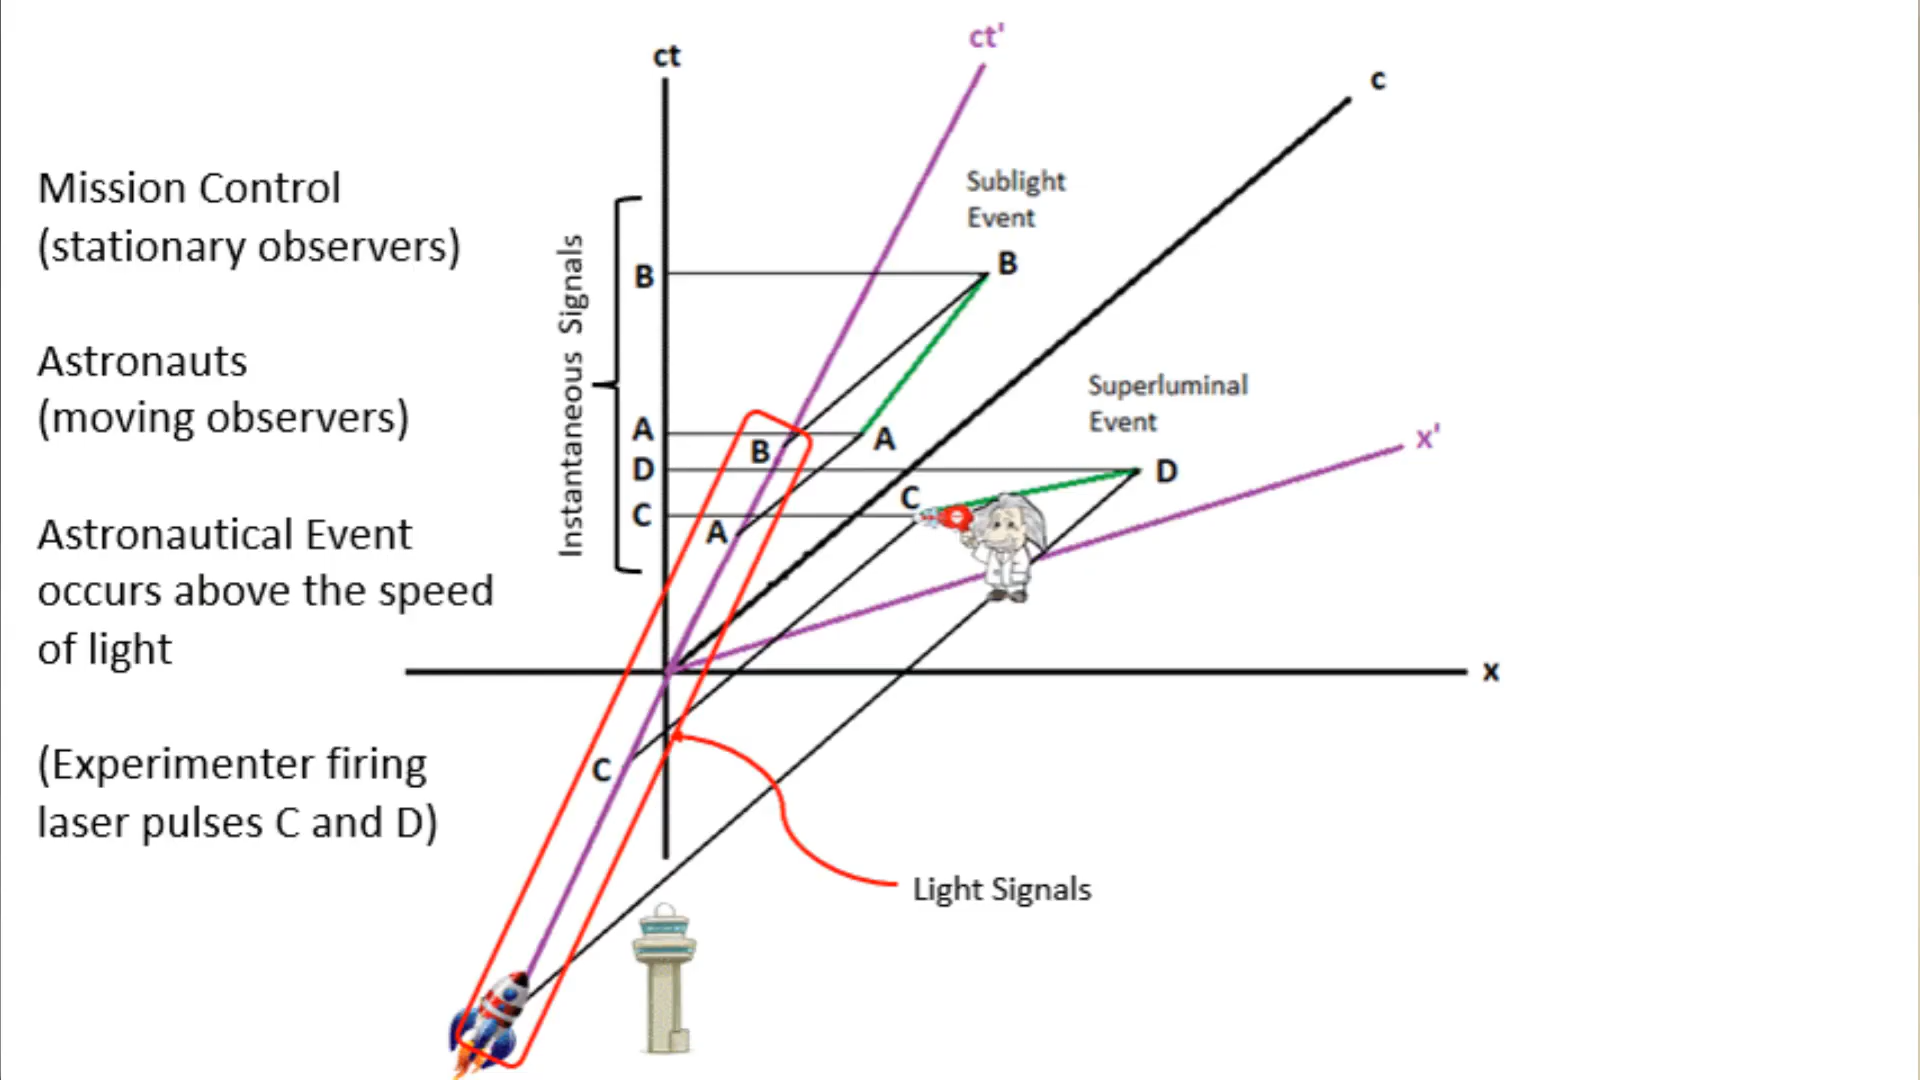 Mission Control
(stationary observers)
Astronauts
(moving observers)
Astronautical Event
occurs above the speed
of light
(Experimenter firing
laser pulses C and D)
ct
ct'
c
Sublight
Event
Instantaneous Signals
B
B
A
B
A
Superluminal
Event
x'
D
D
C
C
A
x
C
Light Signals